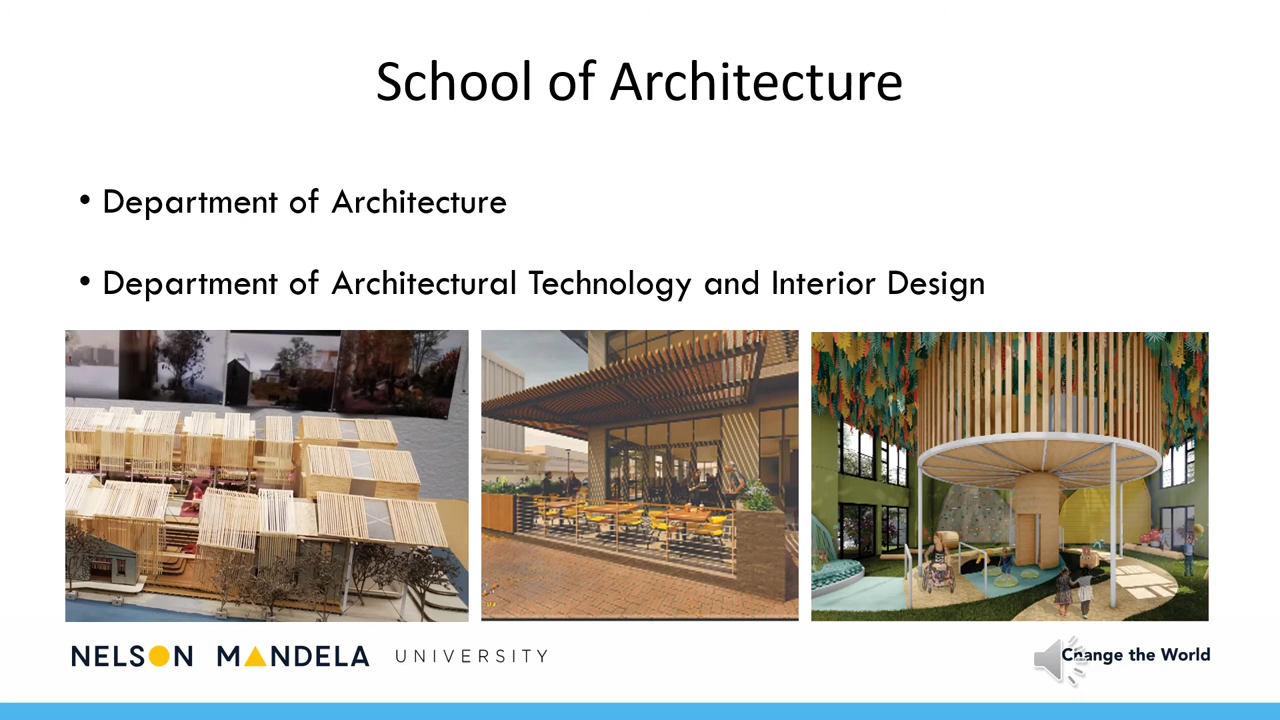 School of Architecture
• Department of Architecture
• Department of Architectural Technology and Interior Design
NELSON MANDELA UNIVERSITY
Change the World